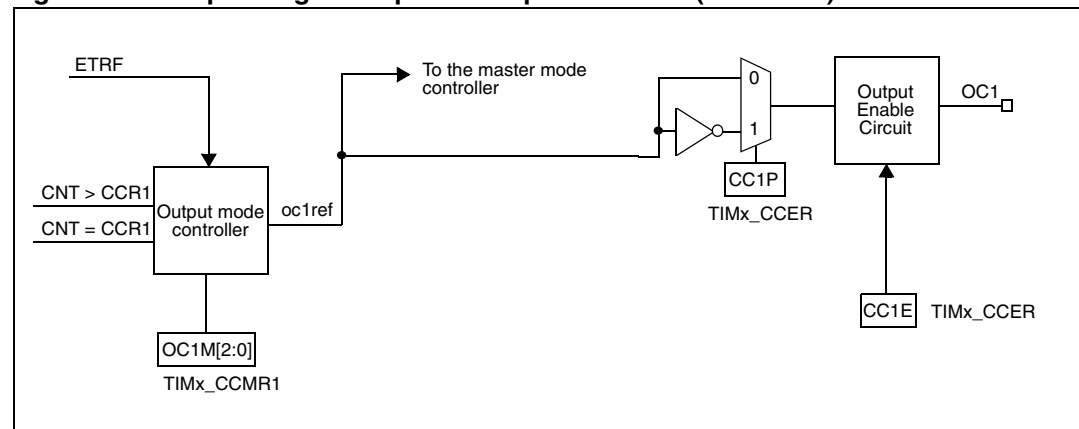 ETRF
To the master mode
controller
0
1
Output
Enable
Circuit
OC1
CC1P
TIMx_CCER
CNT > CCR1
CNT = CCR1
Output mode
controller
oc1ref
CC1E
TIMx_CCER
OC1M[2:0]
TIMx_CCMR1